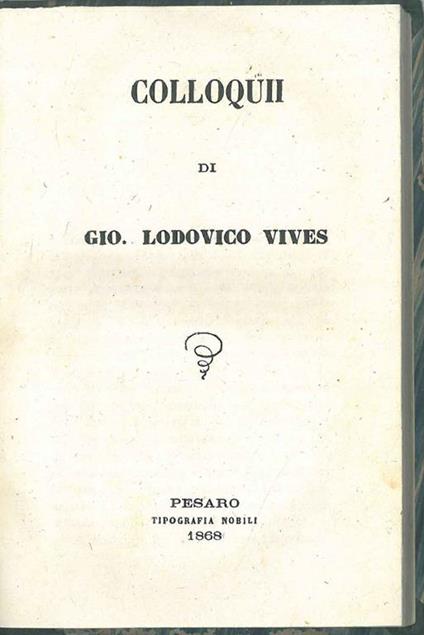 COLLOQUII
DI
GIO. LODOVICO VIVES
PESARO
TIPOGRAFIA NOBILI
1868